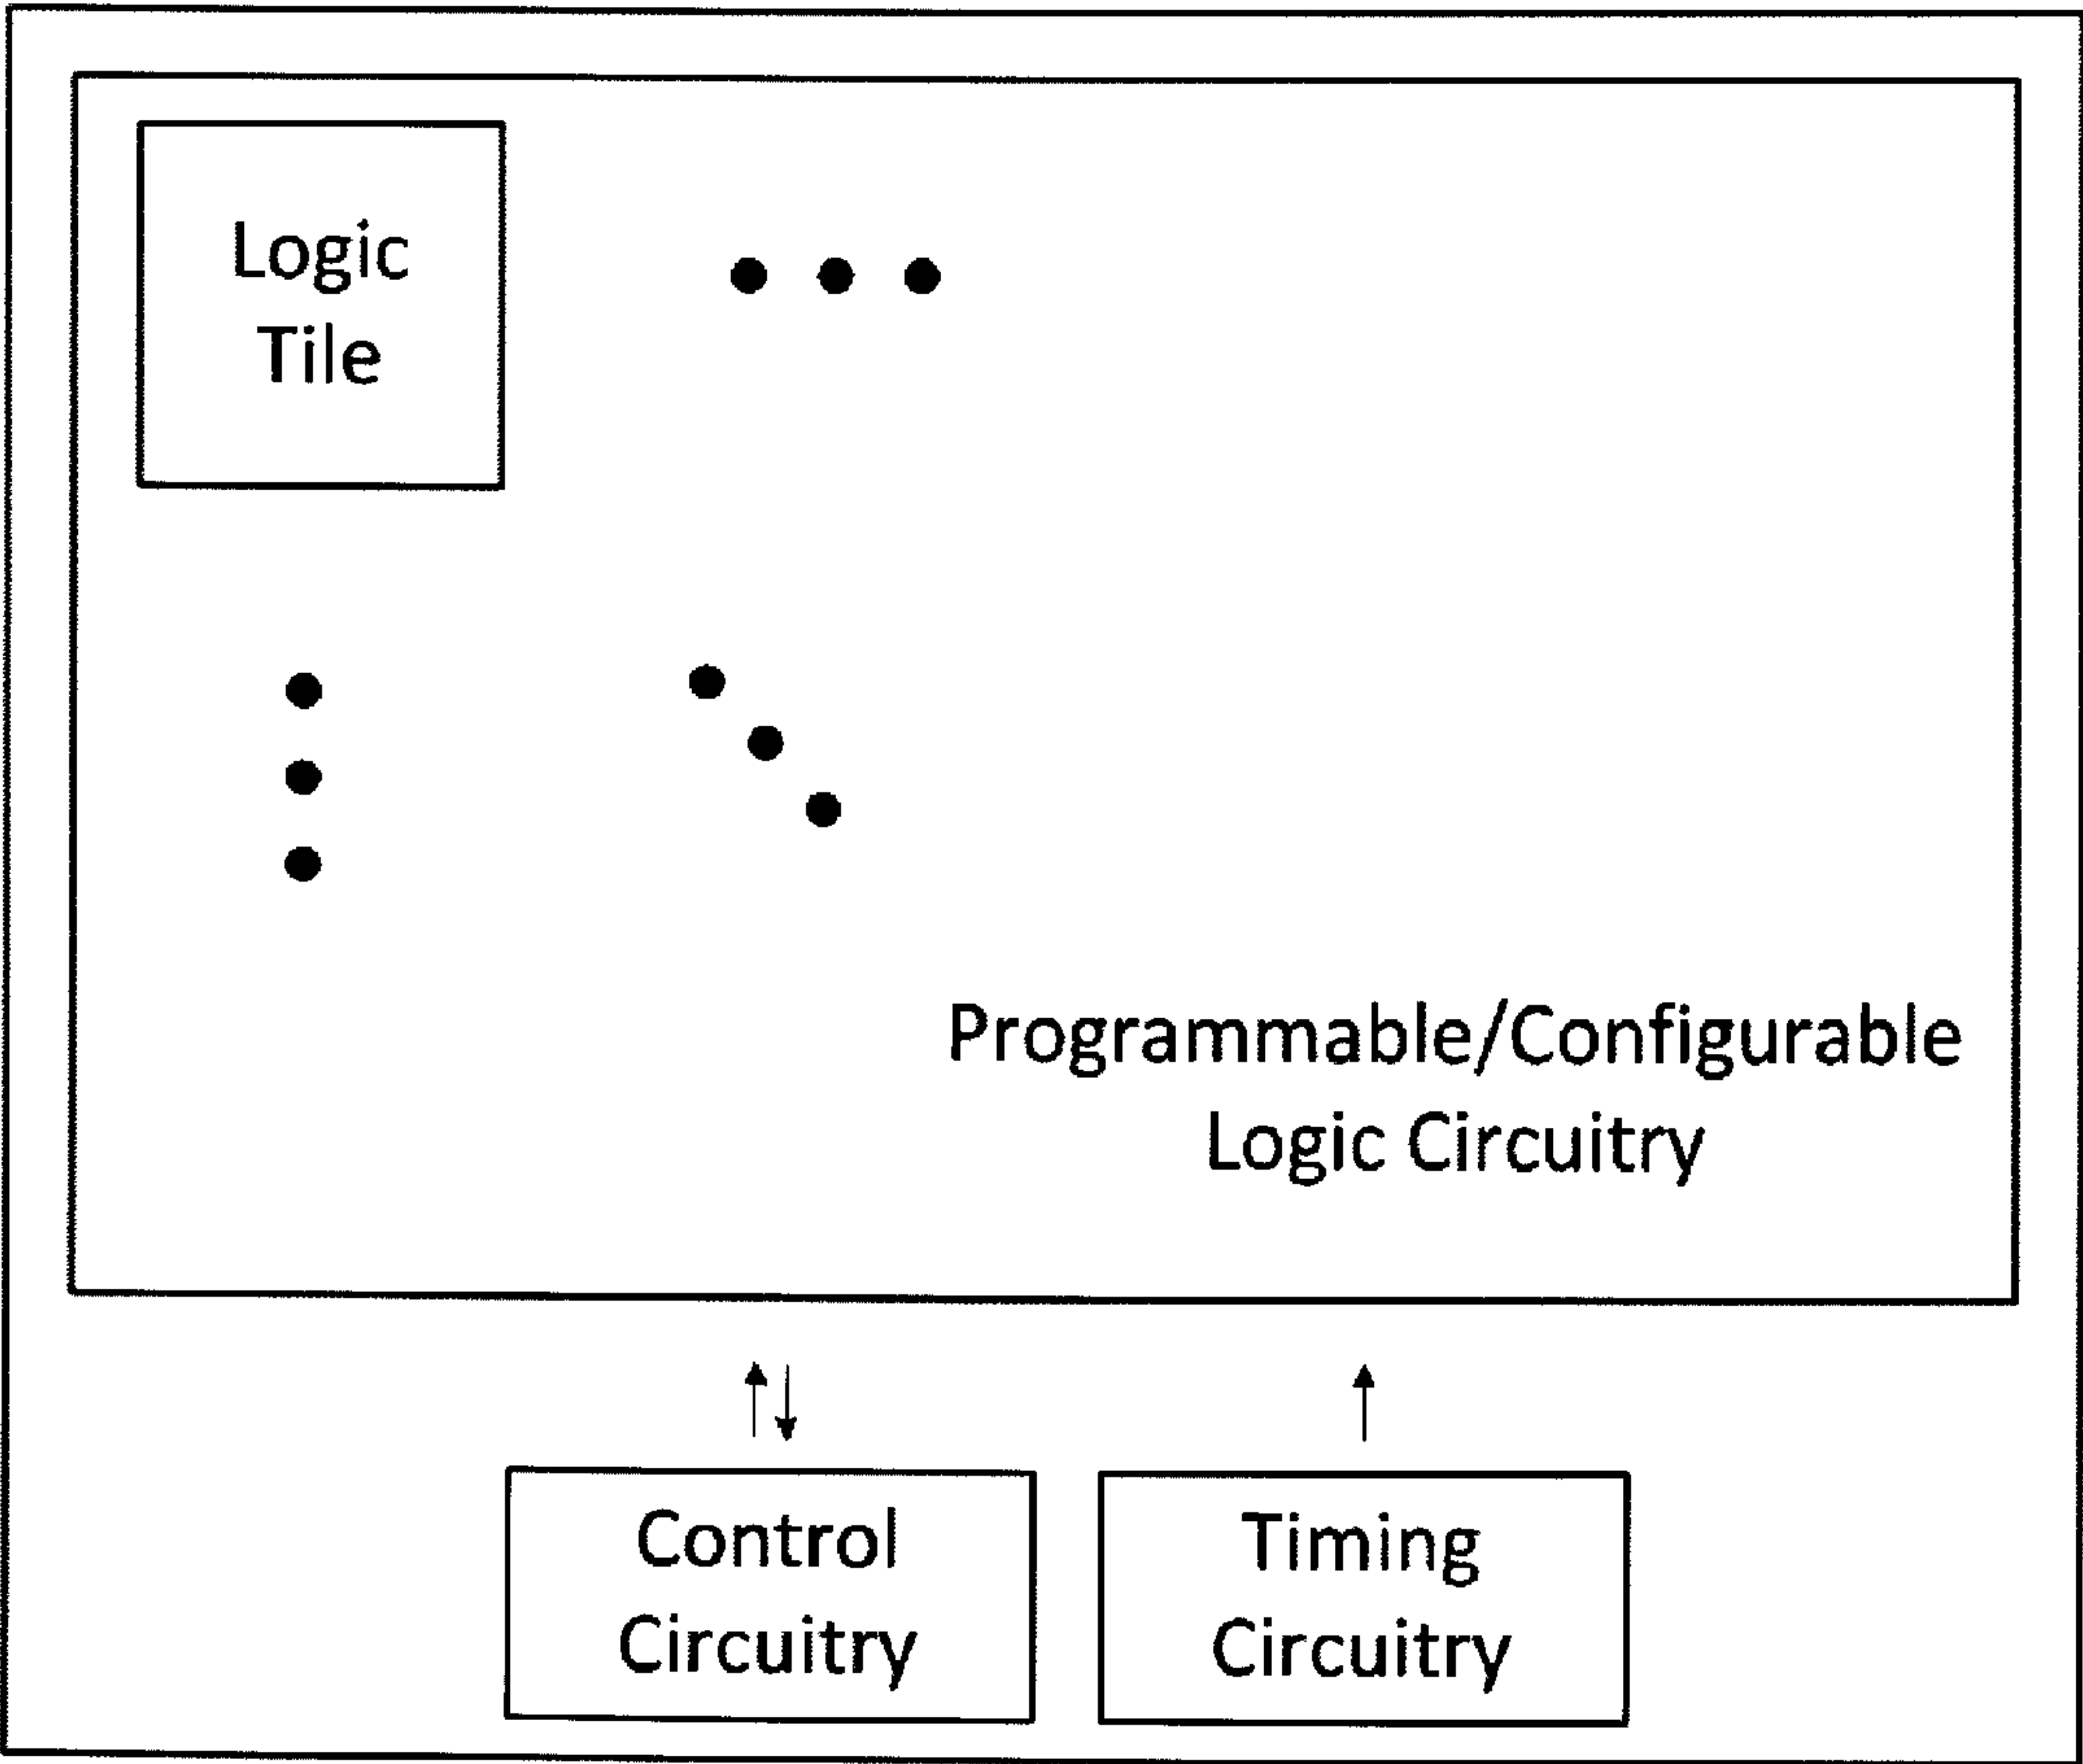 Logic
Tile
Programmable/Configurable
Logic Circuitry
Control
Circuitry
Timing
Circuitry